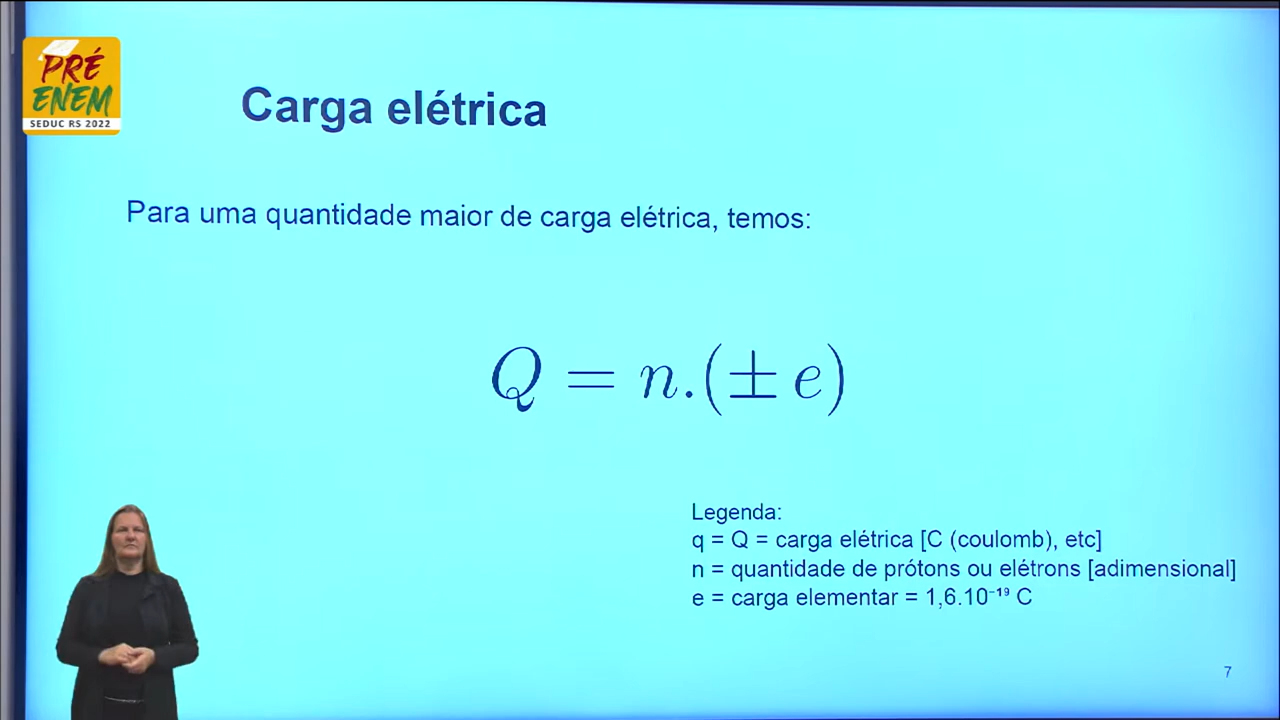 PRÉ
ENEM
SEDUC RS 2022
Carga elétrica
Para uma quantidade maior de carga elétrica, temos:
Q = n.(± e)
Legenda:
q = Q = carga elétrica [C (coulomb), etc]
n = quantidade de prótons ou elétrons [adimensional]
e = carga elementar = 1,6.10⁻¹⁹ C
7